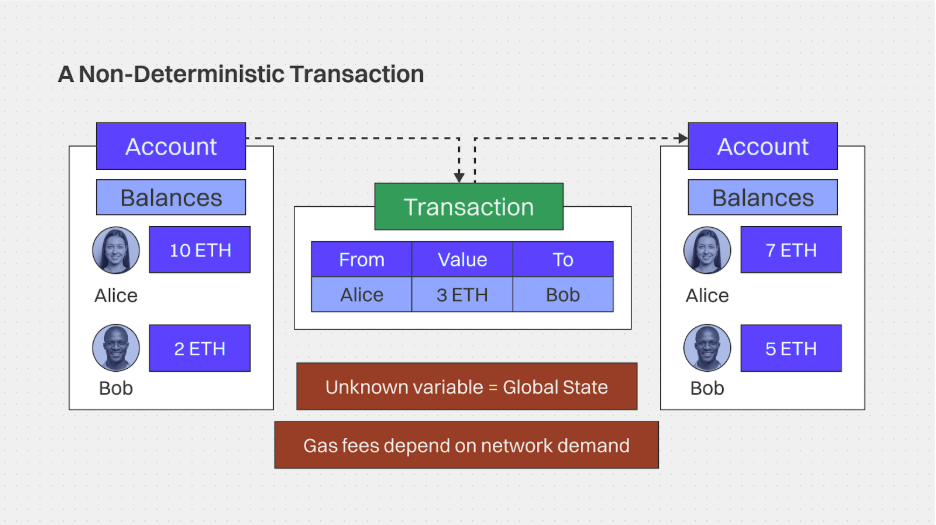 A Non-Deterministic Transaction
Account
Balances
10 ETH
Alice
2 ETH
Bob
Transaction
From Value To
Alice 3 ETH Bob
Unknown variable = Global State
Gas fees depend on network demand
Account
Balances
7 ETH
Alice
5 ETH
Bob